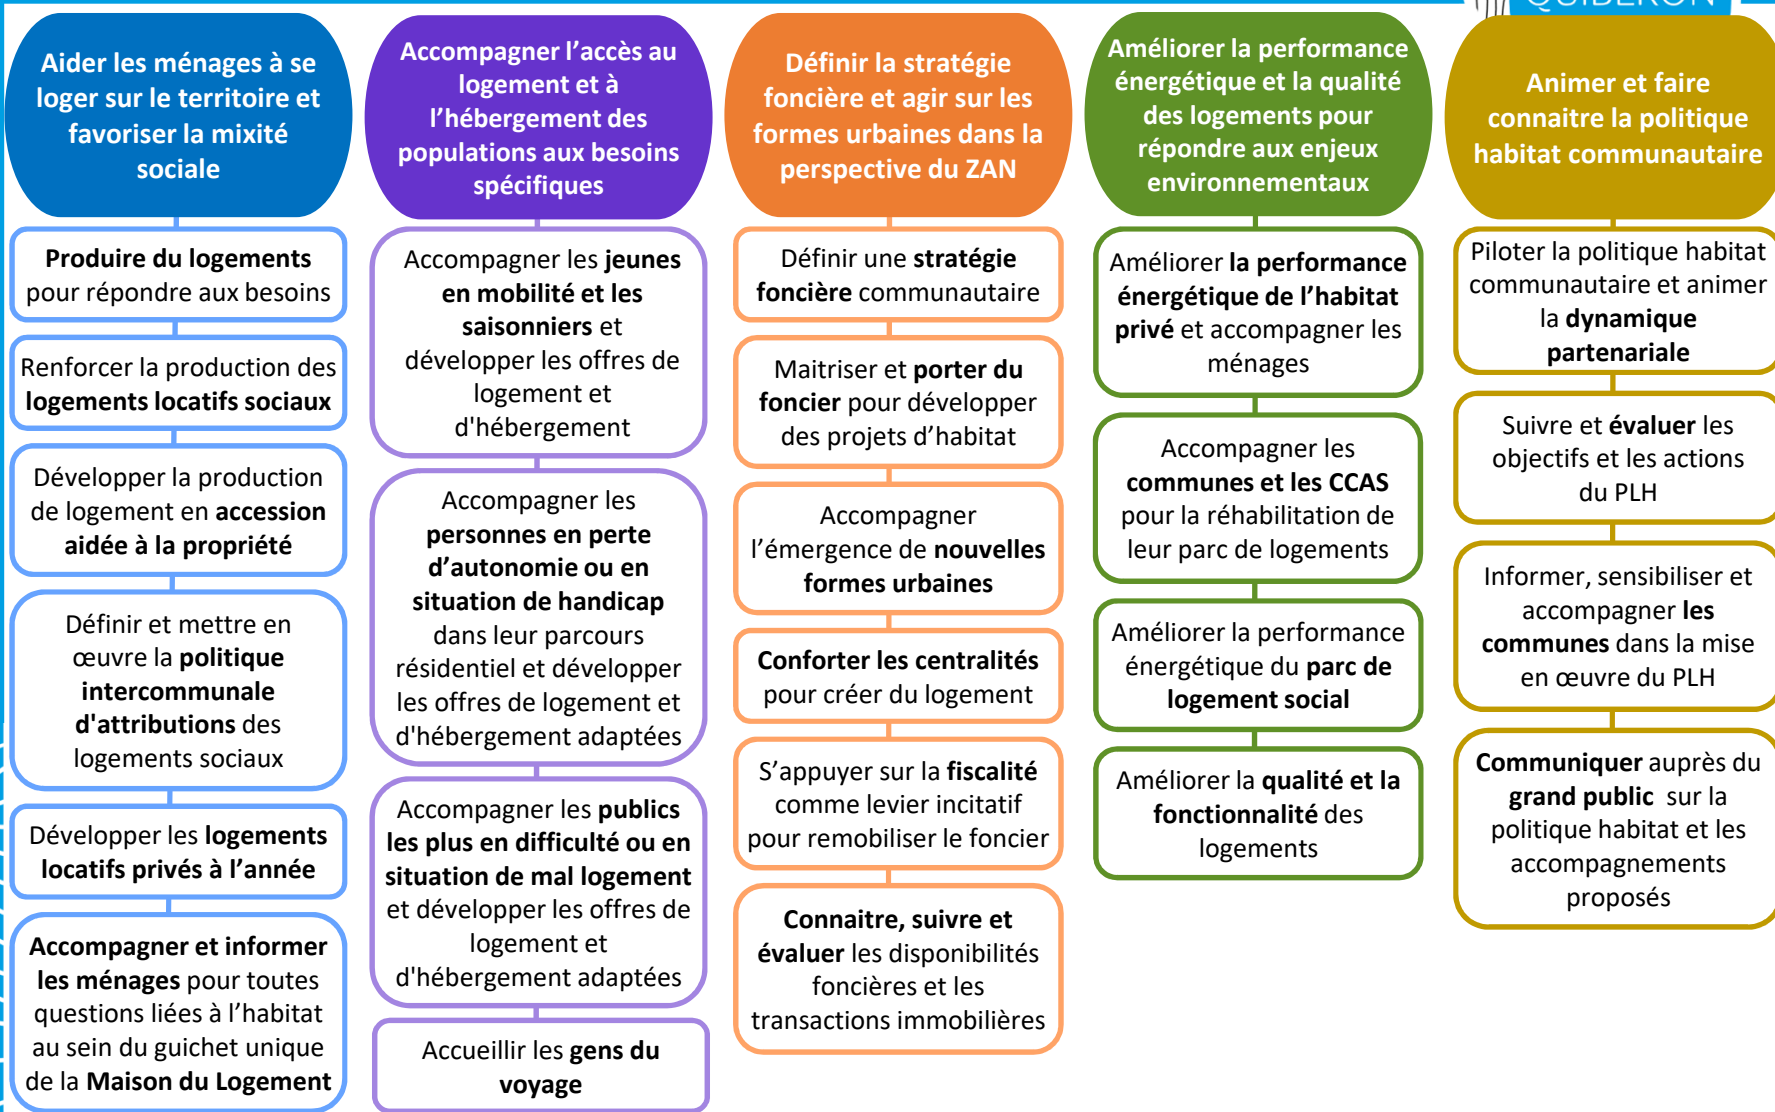 QUIBERON
Aider les ménages à se
loger sur le territoire et
favoriser la mixité
sociale
Produire du logements
pour répondre aux besoins
Renforcer la production des
logements locatifs sociaux
Développer la production
de logement en accession
aidée à la propriété
Définir et mettre en
œuvre la politique
intercommunale
d'attributions des
logements sociaux
Développer les logements
locatifs privés à l’année
Accompagner et informer
les ménages pour toutes
questions liées à l’habitat
au sein du guichet unique
de la Maison du Logement
Accompagner l’accès au
logement et à
l’hébergement des
populations aux besoins
spécifiques
Accompagner les jeunes
en mobilité et les
saisonniers et
développer les offres de
logement et
d'hébergement
Accompagner les
personnes en perte
d’autonomie ou en
situation de handicap
dans leur parcours
résidentiel et développer
les offres de logement et
d'hébergement adaptées
Accompagner les publics
les plus en difficulté ou en
situation de mal logement
et développer les offres de
logement et
d'hébergement adaptées
Accueillir les gens du
voyage
Définir la stratégie
foncière et agir sur les
formes urbaines dans la
perspective du ZAN
Définir une stratégie
foncière communautaire
Maitriser et porter du
foncier pour développer
des projets d’habitat
Accompagner
l’émergence de nouvelles
formes urbaines
Conforter les centralités
pour créer du logement
S’appuyer sur la fiscalité
comme levier incitatif
pour remobiliser le foncier
Connaitre, suivre et
évaluer les disponibilités
foncières et les
transactions immobilières
Améliorer la performance
énergétique et la qualité
des logements pour
répondre aux enjeux
environnementaux
Améliorer la performance
énergétique de l’habitat
privé et accompagner les
ménages
Accompagner les
communes et les CCAS
pour la réhabilitation de
leur parc de logements
Améliorer la performance
énergétique du parc de
logement social
Améliorer la qualité et la
fonctionnalité des
logements
Animer et faire
connaitre la politique
habitat communautaire
Piloter la politique habitat
communautaire et animer
la dynamique
partenariale
Suivre et évaluer les
objectifs et les actions
du PLH
Informer, sensibiliser et
accompagner les
communes dans la mise
en œuvre du PLH
Communiquer auprès du
grand public sur la
politique habitat et les
accompagnements
proposés